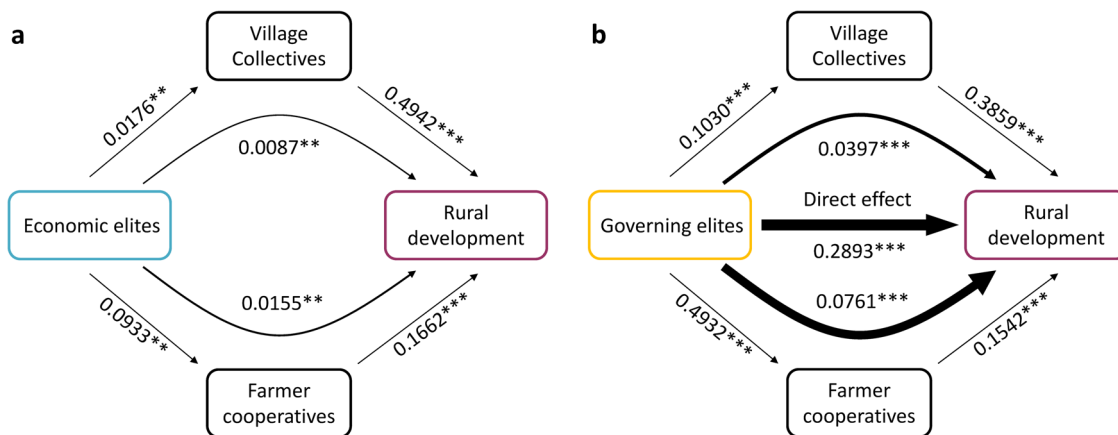 a
Village
Collectives
0.0176**
0.4942***
0.0087**
Economic elites
Rural
development
0.0155**
0.0933**
0.1662***
Farmer
cooperatives
b
Village
Collectives
0.1030***
0.3859***
0.0397***
Governing elites
Direct effect
0.2893***
Rural
development
0.0761***
0.4932***
0.1542***
Farmer
cooperatives